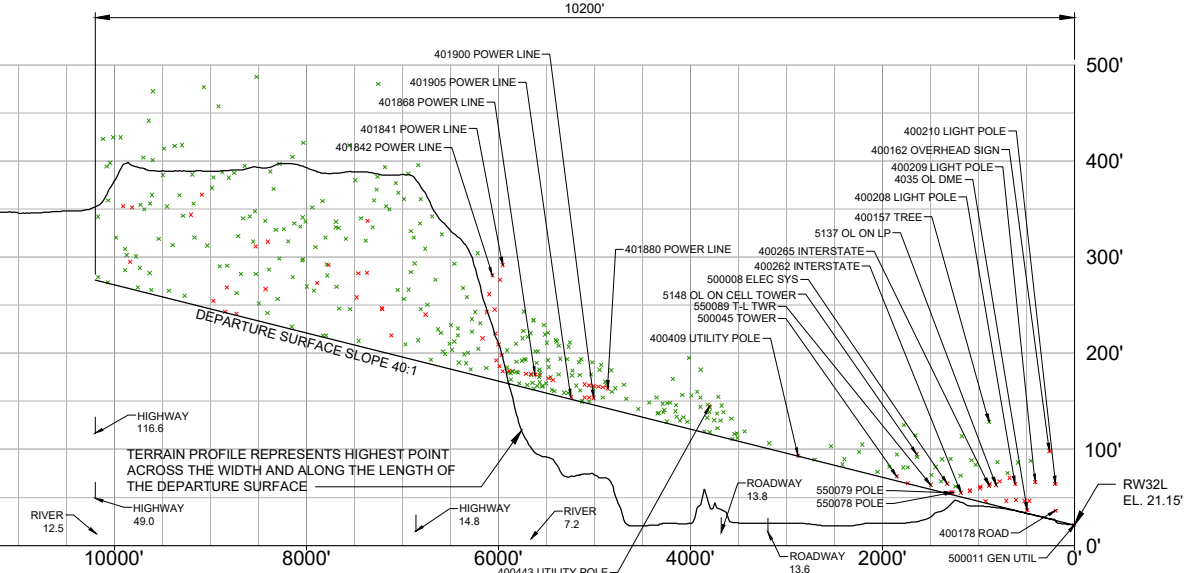 10200'
401900 POWER LINE
401905 POWER LINE
401868 POWER LINE
401841 POWER LINE
401842 POWER LINE
401880 POWER LINE
400210 LIGHT POLE
400162 OVERHEAD SIGN
400209 LIGHT POLE
4035 OL DME
400208 LIGHT POLE
400157 TREE
5137 OL ON LP
400265 INTERSTATE
400262 INTERSTATE
500008 ELEC SYS
5148 OL ON CELL TOWER
550089 T-L TWR
500045 TOWER
400409 UTILITY POLE
500'
400'
300'
200'
100'
0'
DEPARTURE SURFACE SLOPE 40:1
HIGHWAY
116.6
TERRAIN PROFILE REPRESENTS HIGHEST POINT
ACROSS THE WIDTH AND ALONG THE LENGTH OF
THE DEPARTURE SURFACE
HIGHWAY
49.0
RIVER
12.5
HIGHWAY
14.8
RIVER
7.2
ROADWAY
13.8
ROADWAY
13.6
550079 POLE
550078 POLE
400178 ROAD
500011 GEN UTIL
RW32L
EL. 21.15'
10000'
8000'
6000'
4000'
2000'
0'
400443 UTILITY POLE